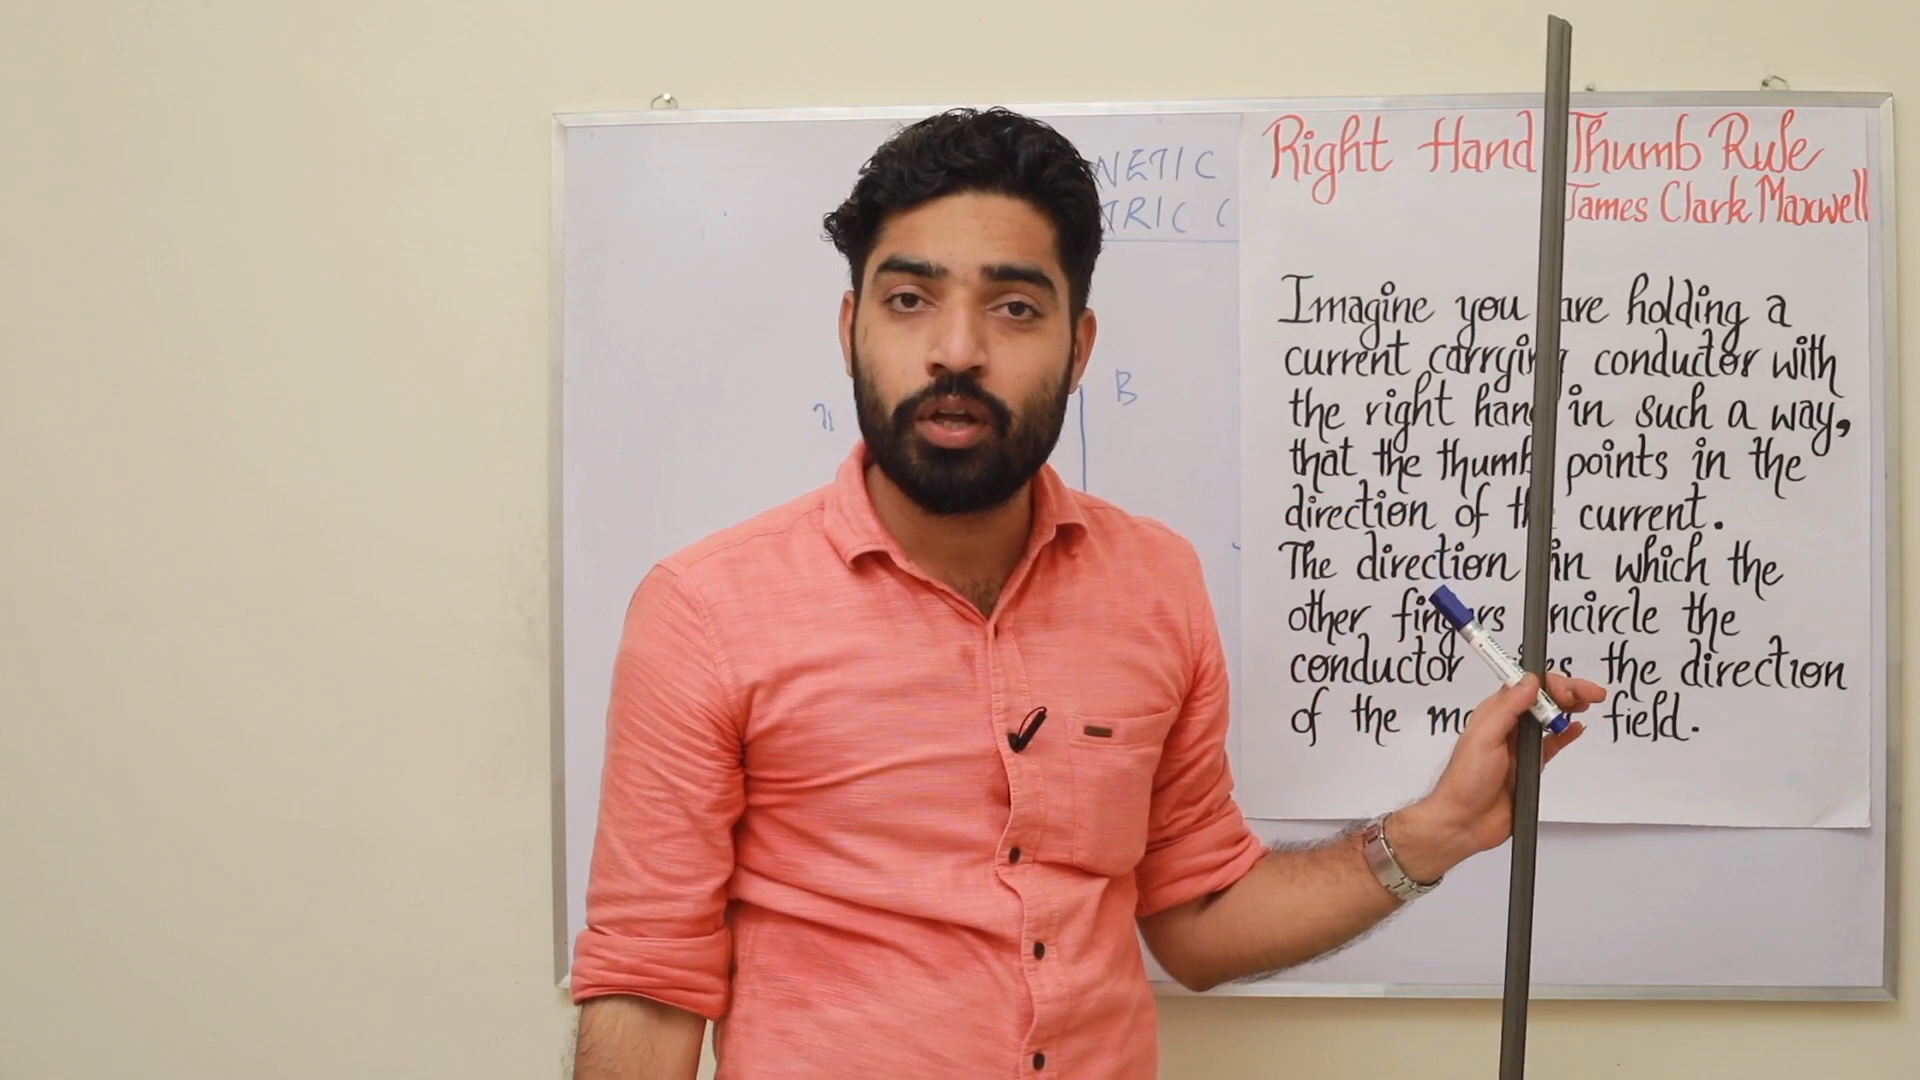 NETIC
TRIC C
B
Right Hand Thumb Rule
James Clark Maxwell
Imagine you are holding a
current carrying conductor with
the right hand in such a way,
that the thumb points in the
direction of the current.
The direction in which the
other fingers encircle the
conductor the direction
of the field.